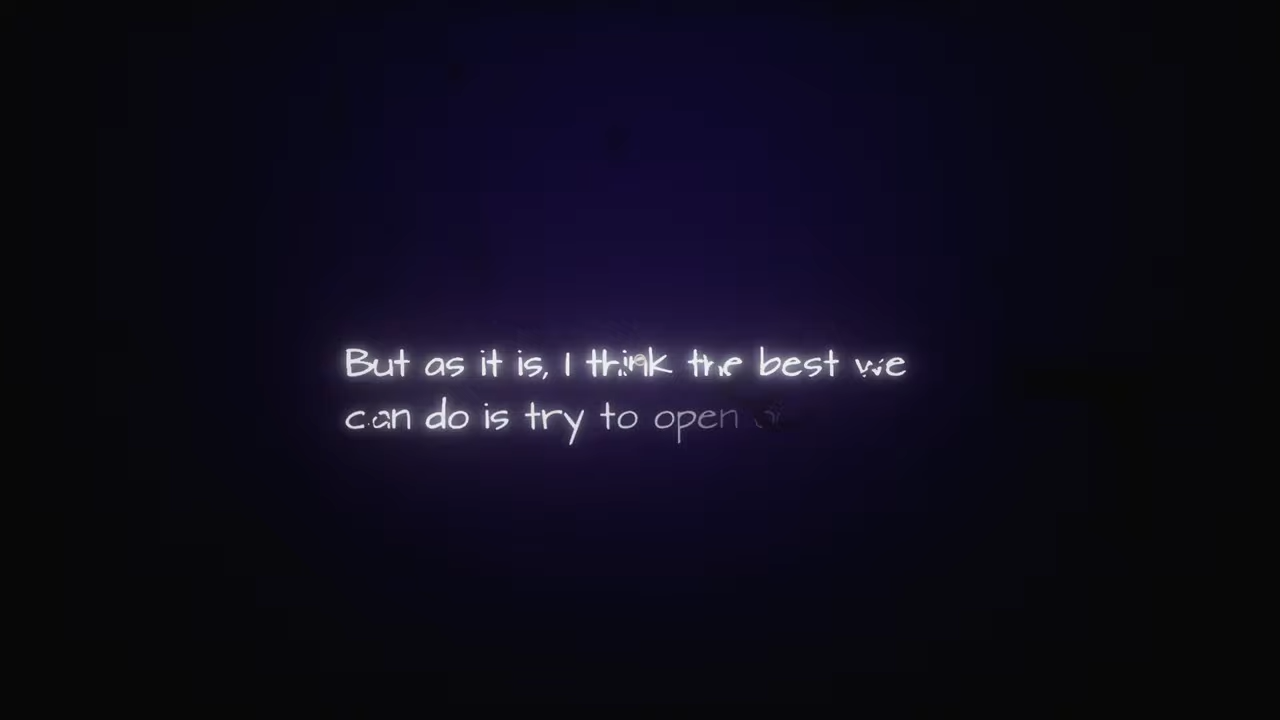 But as it is, I think the best we
can do is try to open